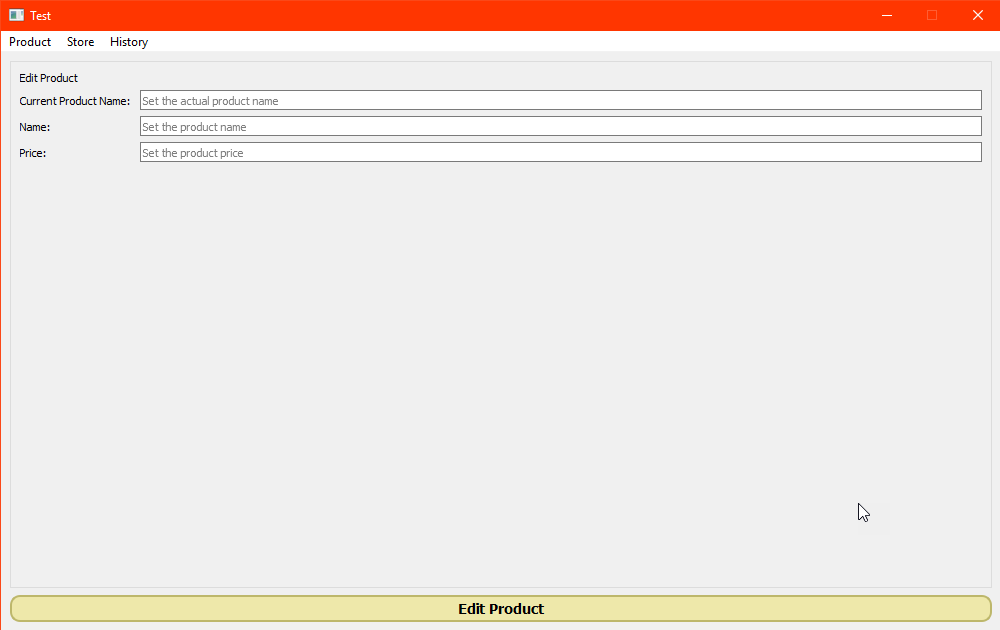 Test
Product Store History
Edit Product
Current Product Name: Set the actual product name
Name: Set the product name
Price: Set the product price
Edit Product